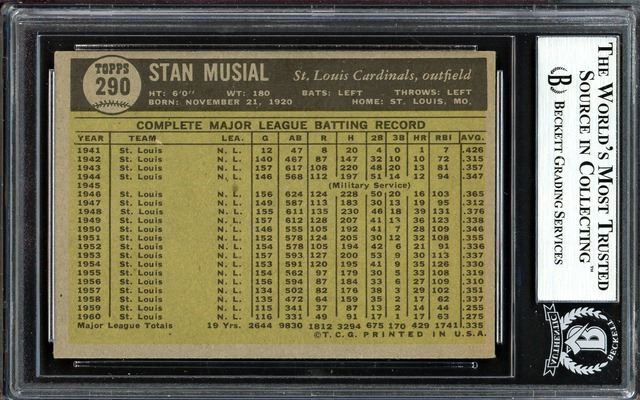 TOPPS
290
STAN MUSIAL St. Louis Cardinals, outfield
HT: 6'0" WT: 180 BATS: LEFT THROWS: LEFT
BORN: NOVEMBER 21, 1920 HOME: ST. LOUIS, MO.
COMPLETE MAJOR LEAGUE BATTING RECORD
YEAR TEAM LEA. G AB R H 2B 3B HR RBI AVG.
1941 St. Louis N. L. 12 47 8 20 4 0 1 7 .426
1942 St. Louis N. L. 140 467 87 147 32 10 10 72 .315
1943 St. Louis N. L. 157 617 108 220 48 20 13 81 .357
1944 St. Louis N. L. 146 568 112 197 51 14 12 94 .347
1945 (Military Service)
1946 St. Louis N. L. 156 624 124 228 50 20 16 103 .365
1947 St. Louis N. L. 149 587 113 183 30 13 19 95 .312
1948 St. Louis N. L. 155 611 135 230 46 18 39 131 .376
1949 St. Louis N. L. 157 612 128 207 41 13 36 123 .338
1950 St. Louis N. L. 146 555 105 192 41 7 28 109 .346
1951 St. Louis N. L. 152 578 124 205 30 12 32 108 .355
1952 St. Louis N. L. 154 578 105 194 42 6 21 91 .336
1953 St. Louis N. L. 157 593 127 200 53 9 30 113 .337
1954 St. Louis N. L. 153 591 120 195 41 9 35 126 .330
1955 St. Louis N. L. 154 562 97 179 30 5 33 108 .319
1956 St. Louis N. L. 156 594 87 184 33 6 27 109 .310
1957 St. Louis N. L. 134 502 82 176 38 3 29 102 .351
1958 St. Louis N. L. 135 472 64 159 35 2 17 62 .337
1959 St. Louis N. L. 115 341 37 87 13 2 14 44 .255
1960 St. Louis N. L. 116 331 49 91 17 1 17 63 .275
Major League Totals 19 Yrs. 2644 9830 1812 3294 675 170 429 1741 .335
©T.C.G. PRINTED IN U.S.A.
THE WORLD'S MOST TRUSTED
SOURCE IN COLLECTING™
B BECKETT GRADING SERVICES
AUTHENTIC
B
BECKETT